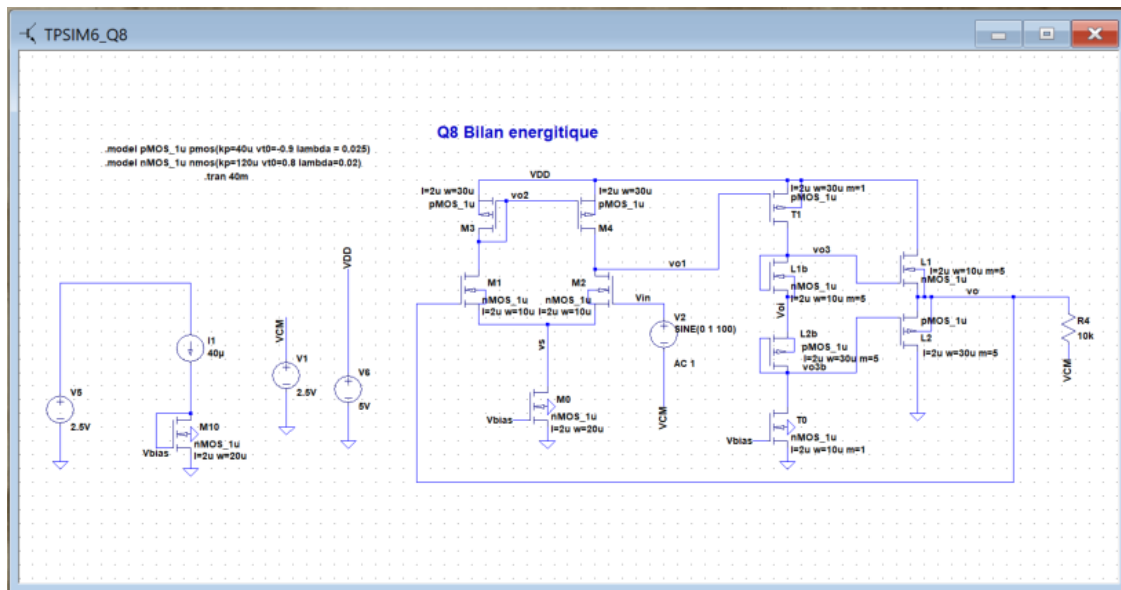 TPSIM6_Q8
Q8 Bilan energitique
.model pMOS_1u pmos(kp=40u vt0=-0.9 lambda = 0.025)
.model nMOS_1u nmos(kp=120u vt0=0.8 lambda=0.02)
.tran 40m
VDD
l=2u w=30u
pMOS_1u
M3
vo2
l=2u w=30u
pMOS_1u
M4
l=2u w=30u m=1
pMOS_1u
T1
vo1
vo3
M1
nMOS_1u
l=2u w=10u
M2
nMOS_1u
l=2u w=10u
Vin
V2
SINE(0 1 100)
AC 1
VCM
L1b
nMOS_1u
l=2u w=10u m=5
Voi
L1
l=2u w=10u m=5
nMOS_1u
vo
L2b
pMOS_1u
l=2u w=30u m=5
vo3b
pMOS_1u
L2
l=2u w=30u m=5
R4
10k
VCM
vs
Vbias
M0
nMOS_1u
l=2u w=20u
Vbias
T0
nMOS_1u
l=2u w=10u m=1
V5
2.5V
I1
40µ
M10
nMOS_1u
l=2u w=20u
Vbias
VCM
V1
2.5V
VDD
V6
5V